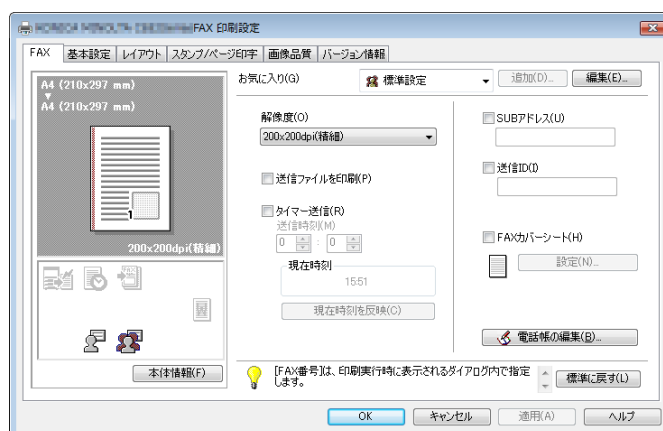 FAX 印刷設定
FAX 基本設定 レイアウト スタンプ/ページ印字 画像品質 バージョン情報
A4 (210x297 mm)
A4 (210x297 mm)
1
200x200dpi(精細)
本体情報(F)
お気に入り(G) 標準設定 追加(D)... 編集(E)...
解像度(O)
200x200dpi(精細)
送信ファイルを印刷(P)
タイマー送信(R)
送信時刻(M)
0 : 0
現在時刻
15:51
現在時刻を反映(C)
SUBアドレス(U)
送信ID(I)
FAXカバーシート(H)
設定(N)...
電話帳の編集(B)...
[FAX番号]は、印刷実行時に表示されるダイアログ内で指定
します。
標準に戻す(L)
OK キャンセル 適用(A) ヘルプ